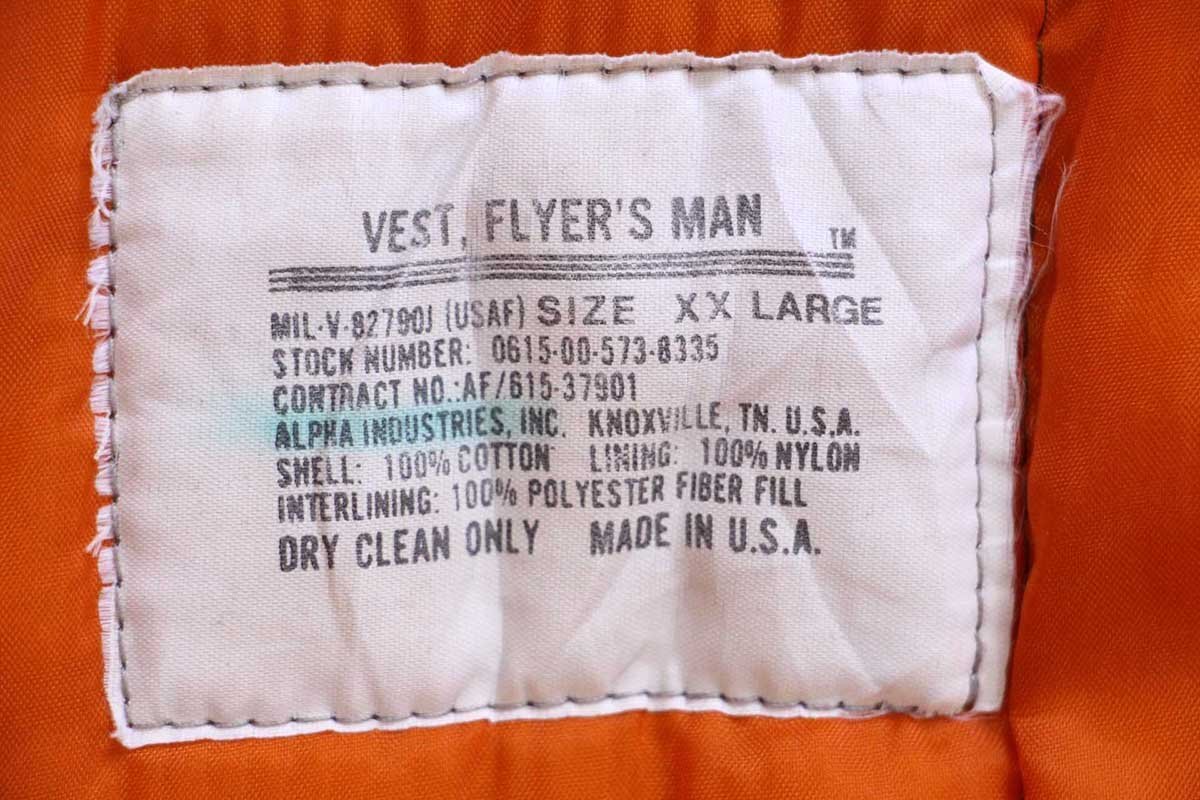 VEST, FLYER'S MAN ™
MIL-V-82790J (USAF) SIZE XX LARGE
STOCK NUMBER: 0615-00-573-8335
CONTRACT NO.:AF/615-37901
ALPHA INDUSTRIES, INC. KNOXVILLE, TN. U.S.A.
SHELL: 100% COTTON LINING: 100% NYLON
INTERLINING: 100% POLYESTER FIBER FILL
DRY CLEAN ONLY MADE IN U.S.A.